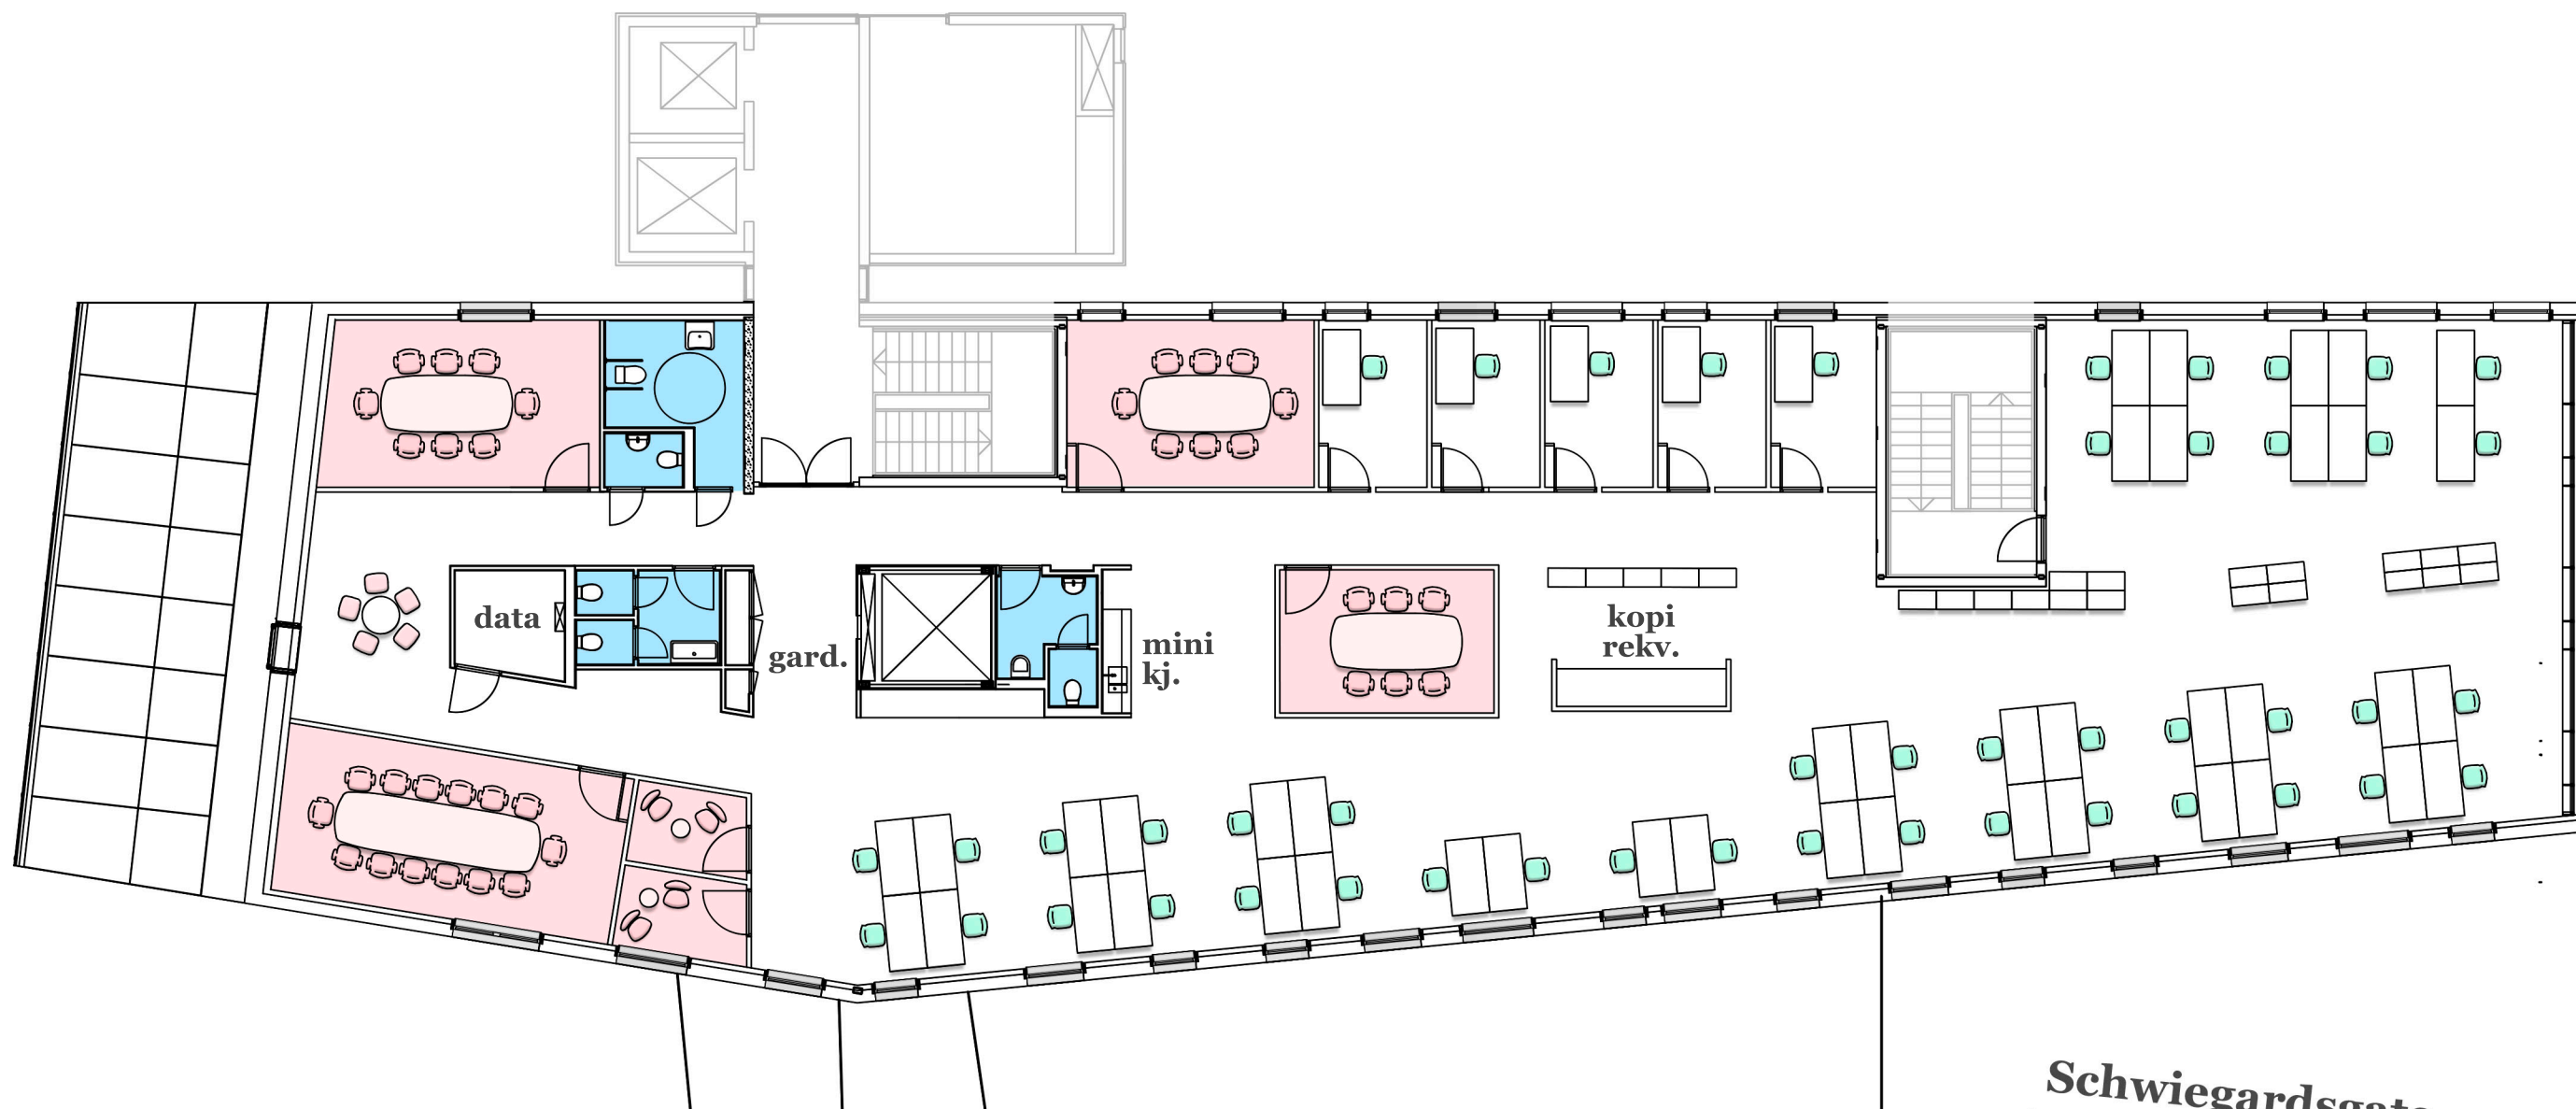 data
gard.
mini
kj.
kopi
rekv.